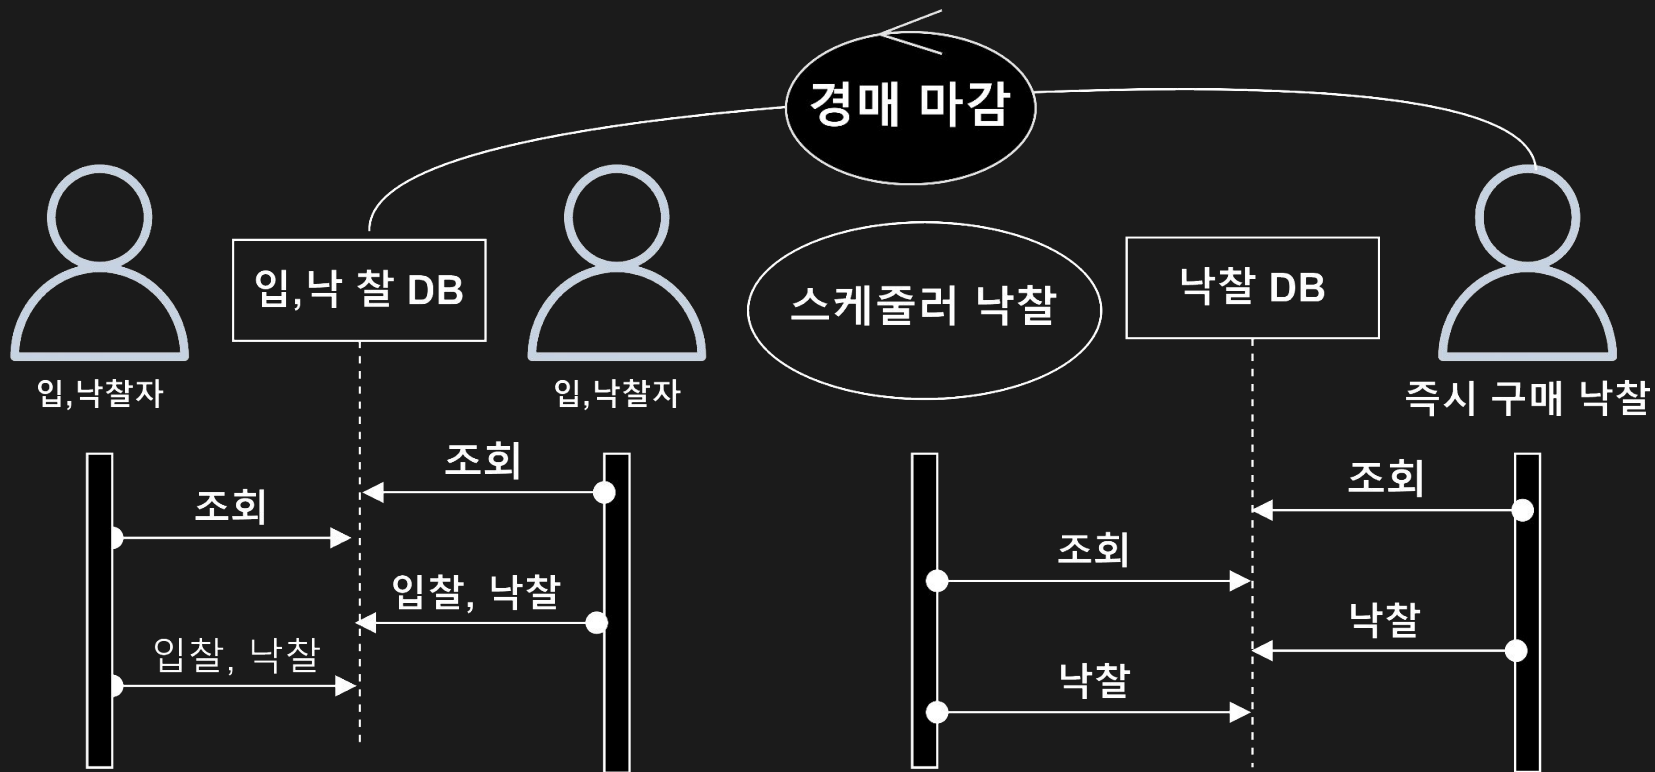 경매 마감
입,낙 찰 DB
스케줄러 낙찰
낙찰 DB
입,낙찰자
입,낙찰자
즉시 구매 낙찰
조회
조회
조회
조회
입찰, 낙찰
낙찰
입찰, 낙찰
낙찰